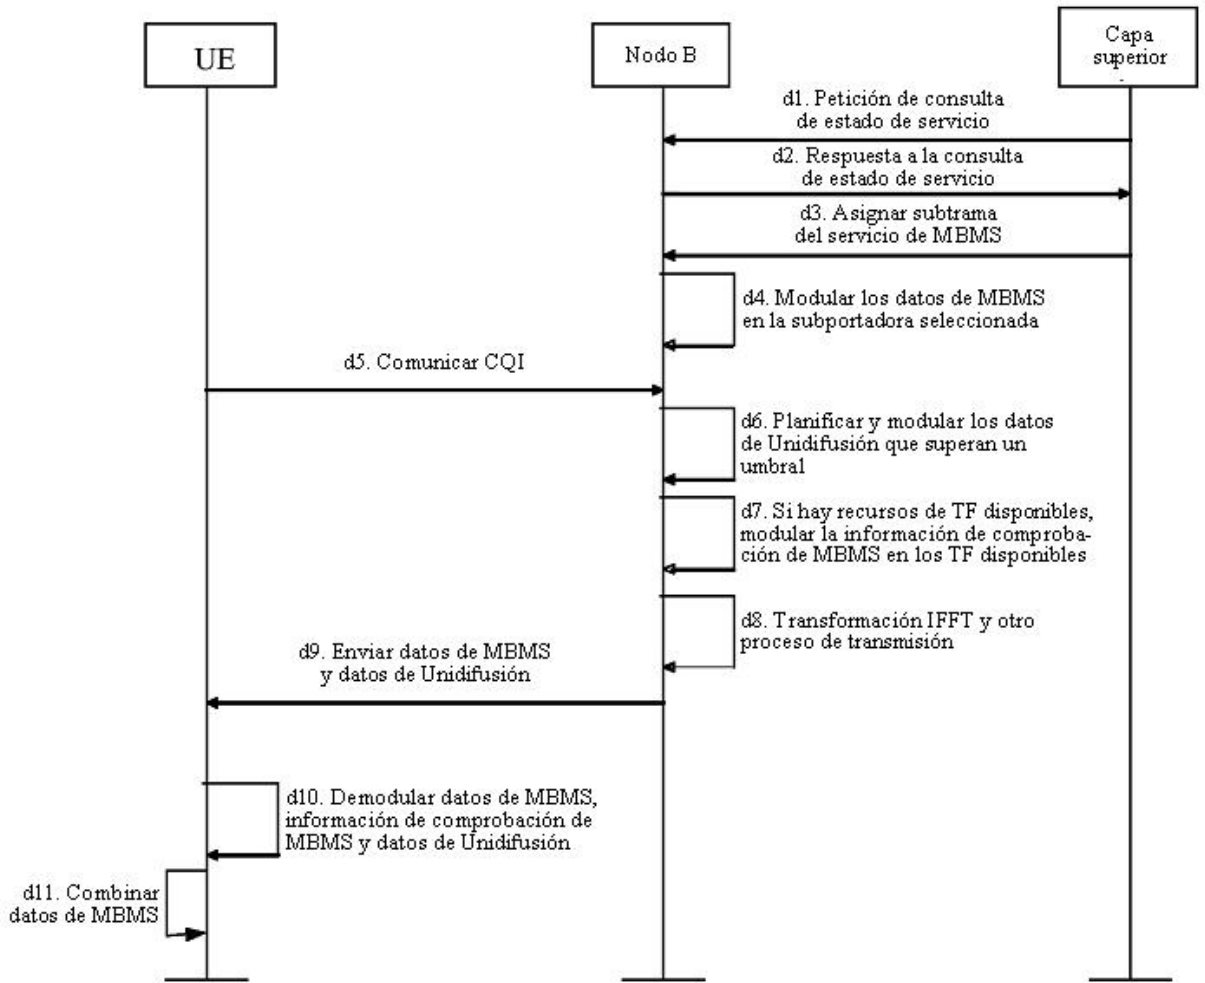 UE
Nodo B
Capa
superior
d1. Petición de consulta
de estado de servicio
d2. Respuesta a la consulta
de estado de servicio
d3. Asignar subtrama
del servicio de MBMS
d4. Modular los datos de MBMS
en la subportadora seleccionada
d5. Comunicar CQI
d6. Planificar y modular los datos
de Unidifusión que superan un
umbral
d7. Si hay recursos de TF disponibles,
modular la información de comproba-
ción de MBMS en los TF disponibles
d8. Transformación IFFT y otro
proceso de transmisión
d9. Enviar datos de MBMS
y datos de Unidifusión
d10. Demodular datos de MBMS,
información de comprobación de
MBMS y datos de Unidifusión
d11. Combinar
datos de MBMS